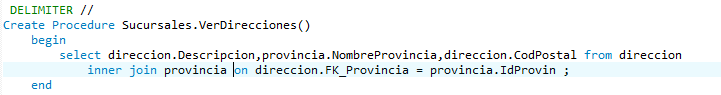 DELIMITER //
Create Procedure Sucursales.VerDirecciones()
begin
select direccion.Descripcion,provincia.NombreProvincia,direccion.CodPostal from direccion
inner join provincia on direccion.FK_Provincia = provincia.IdProvin ;
end